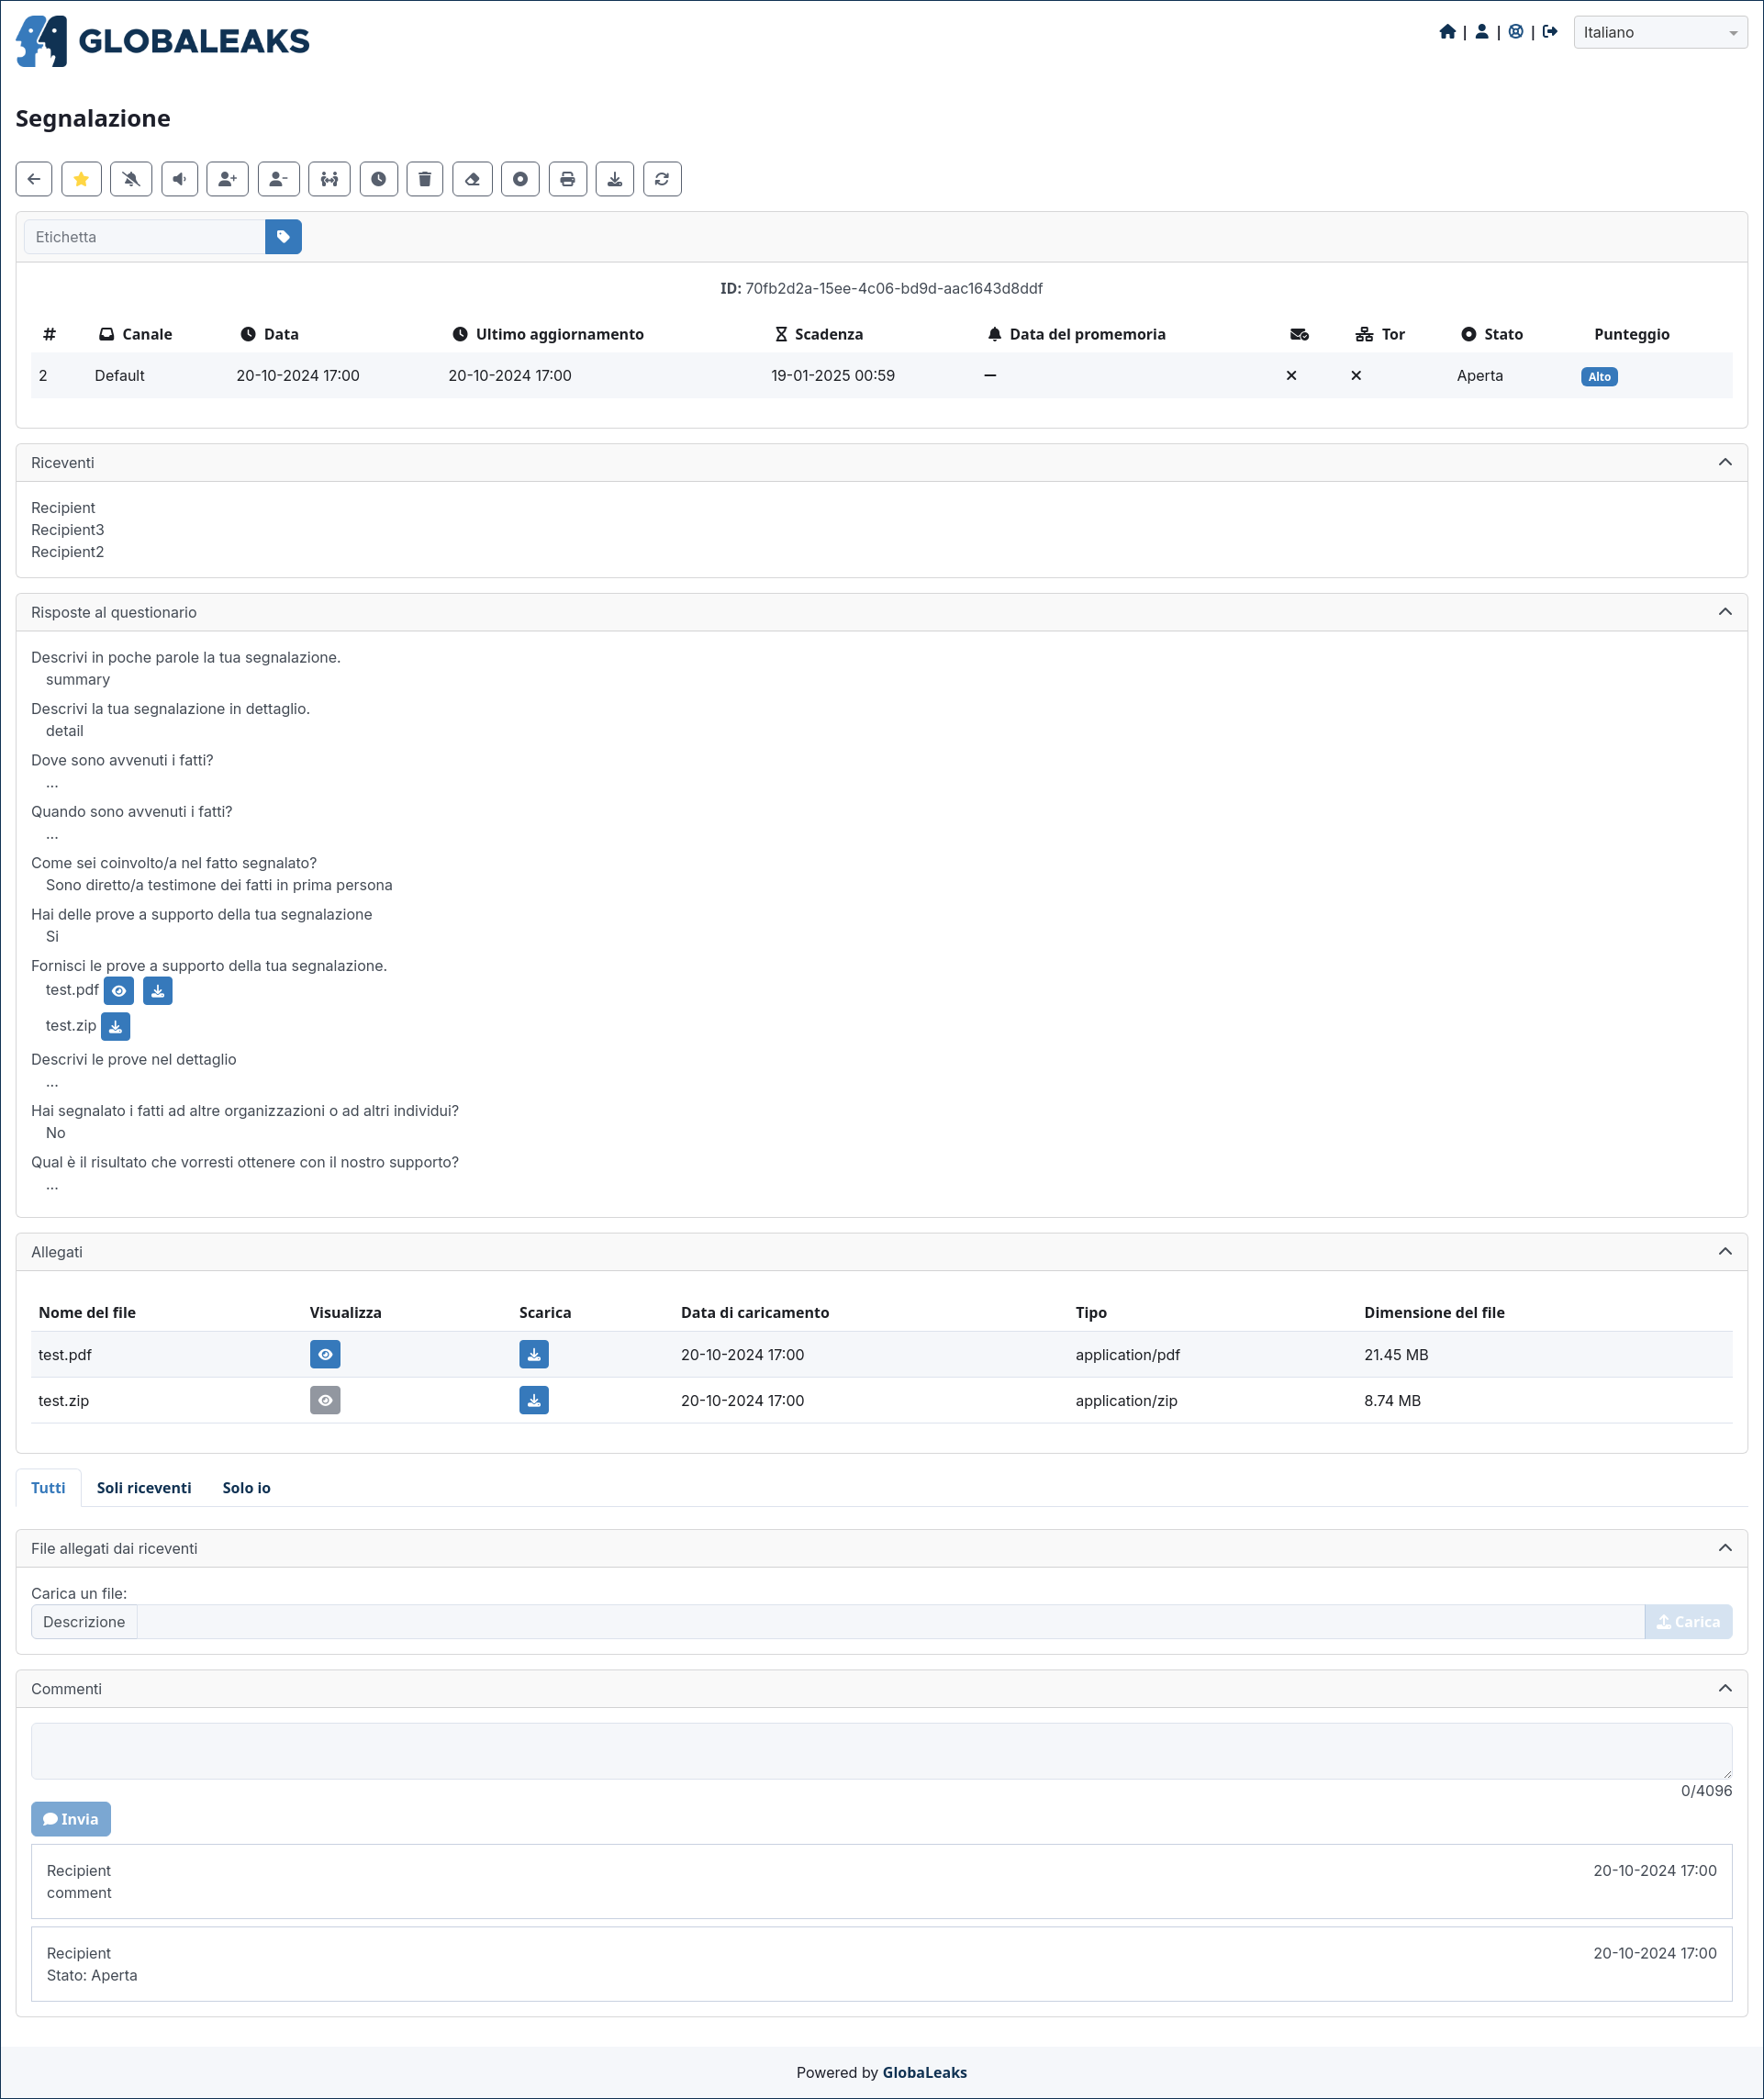 GLOBALEAKS
| | | Italiano
Segnalazione
Etichetta
ID: 70fb2d2a-15ee-4c06-bd9d-aac1643d8ddf
# Canale Data Ultimo aggiornamento Scadenza Data del promemoria Tor Stato Punteggio
2 Default 20-10-2024 17:00 20-10-2024 17:00 19-01-2025 00:59 — Aperta Alto
Riceventi
Recipient
Recipient3
Recipient2
Risposte al questionario
Descrivi in poche parole la tua segnalazione.
summary
Descrivi la tua segnalazione in dettaglio.
detail
Dove sono avvenuti i fatti?
...
Quando sono avvenuti i fatti?
...
Come sei coinvolto/a nel fatto segnalato?
Sono diretto/a testimone dei fatti in prima persona
Hai delle prove a supporto della tua segnalazione
Si
Fornisci le prove a supporto della tua segnalazione.
test.pdf
test.zip
Descrivi le prove nel dettaglio
...
Hai segnalato i fatti ad altre organizzazioni o ad altri individui?
No
Qual è il risultato che vorresti ottenere con il nostro supporto?
...
Allegati
Nome del file Visualizza Scarica Data di caricamento Tipo Dimensione del file
test.pdf 20-10-2024 17:00 application/pdf 21.45 MB
test.zip 20-10-2024 17:00 application/zip 8.74 MB
Tutti Soli riceventi Solo io
File allegati dai riceventi
Carica un file:
Descrizione Carica
Commenti
0/4096
Invia
Recipient 20-10-2024 17:00
comment
Recipient 20-10-2024 17:00
Stato: Aperta
Powered by GlobaLeaks